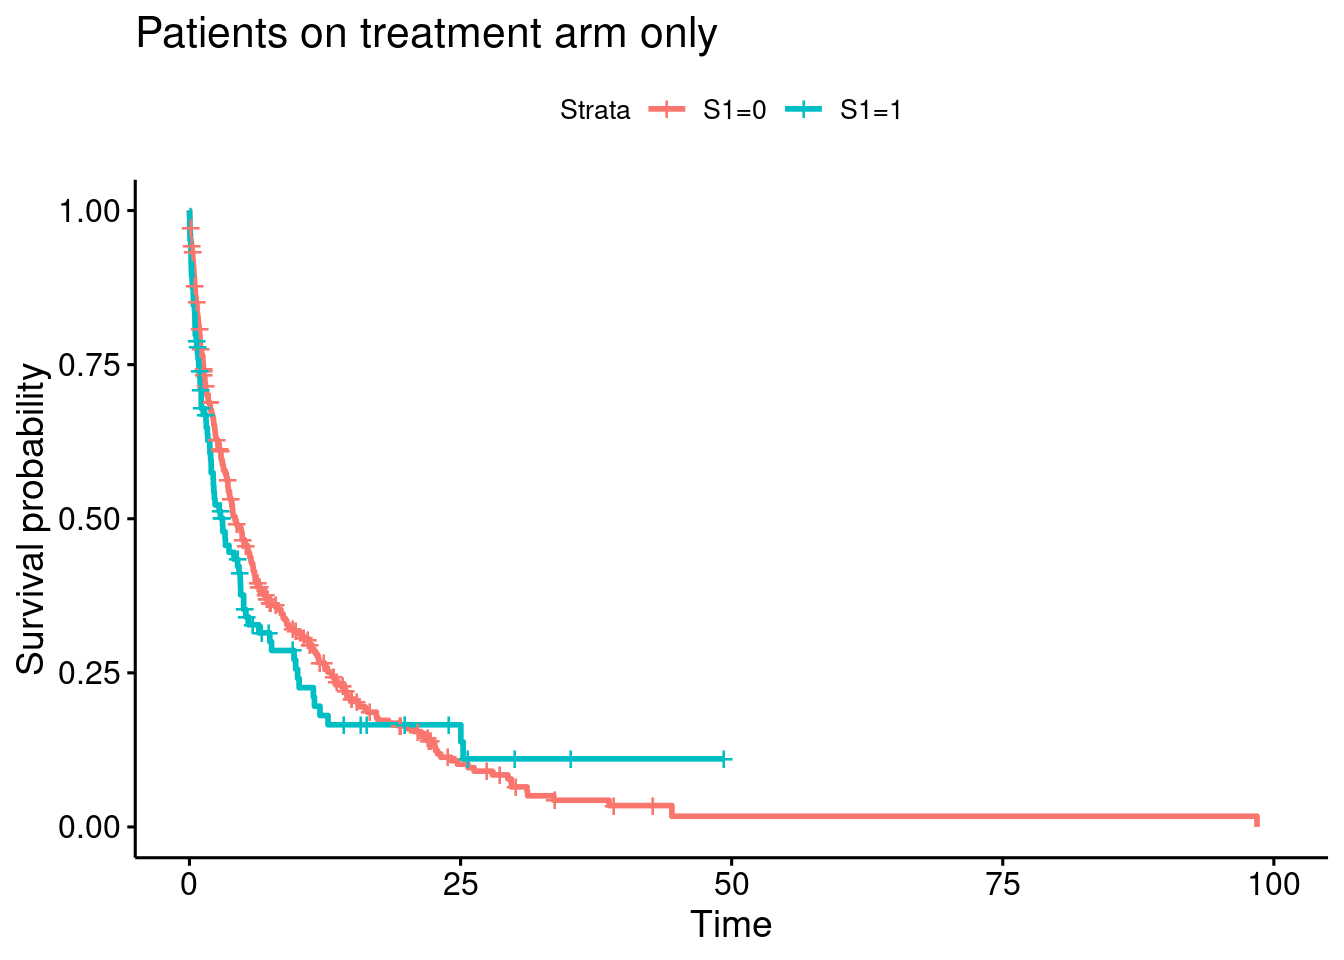 Patients on treatment arm only
Strata S1=0 S1=1
1.00
0.75
0.50
0.25
0.00
Survival probability
0 25 50 75 100
Time